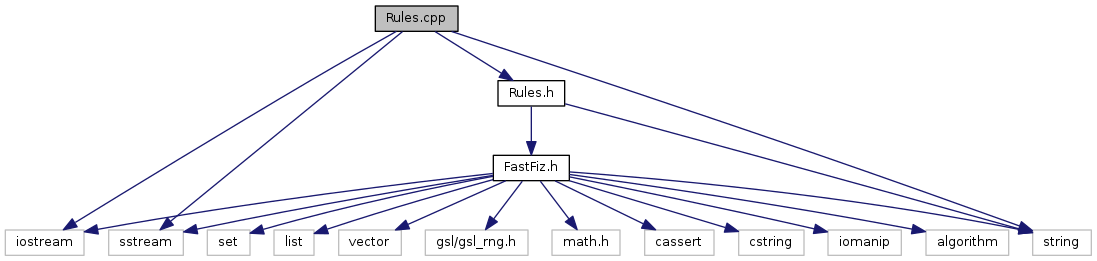 Rules.cpp
Rules.h
FastFiz.h
iostream
sstream
set
list
vector
gsl/gsl_rng.h
math.h
cassert
cstring
iomanip
algorithm
string